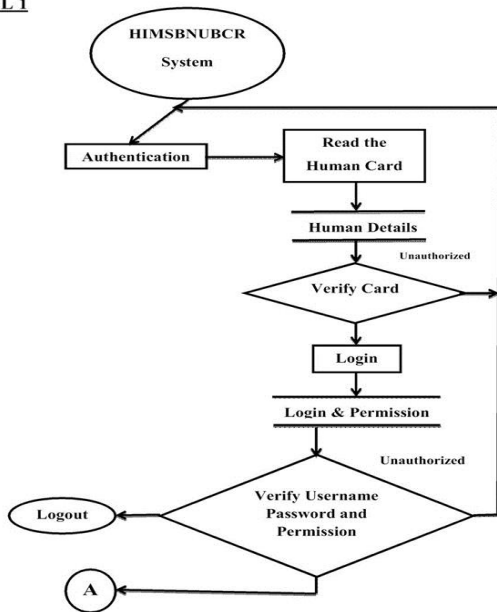 L 1
HIMSBNUBCR
System
Authentication
Read the
Human Card
Human Details
Unauthorized
Verify Card
Login
Login & Permission
Unauthorized
Verify Username
Password and
Permission
Logout
A